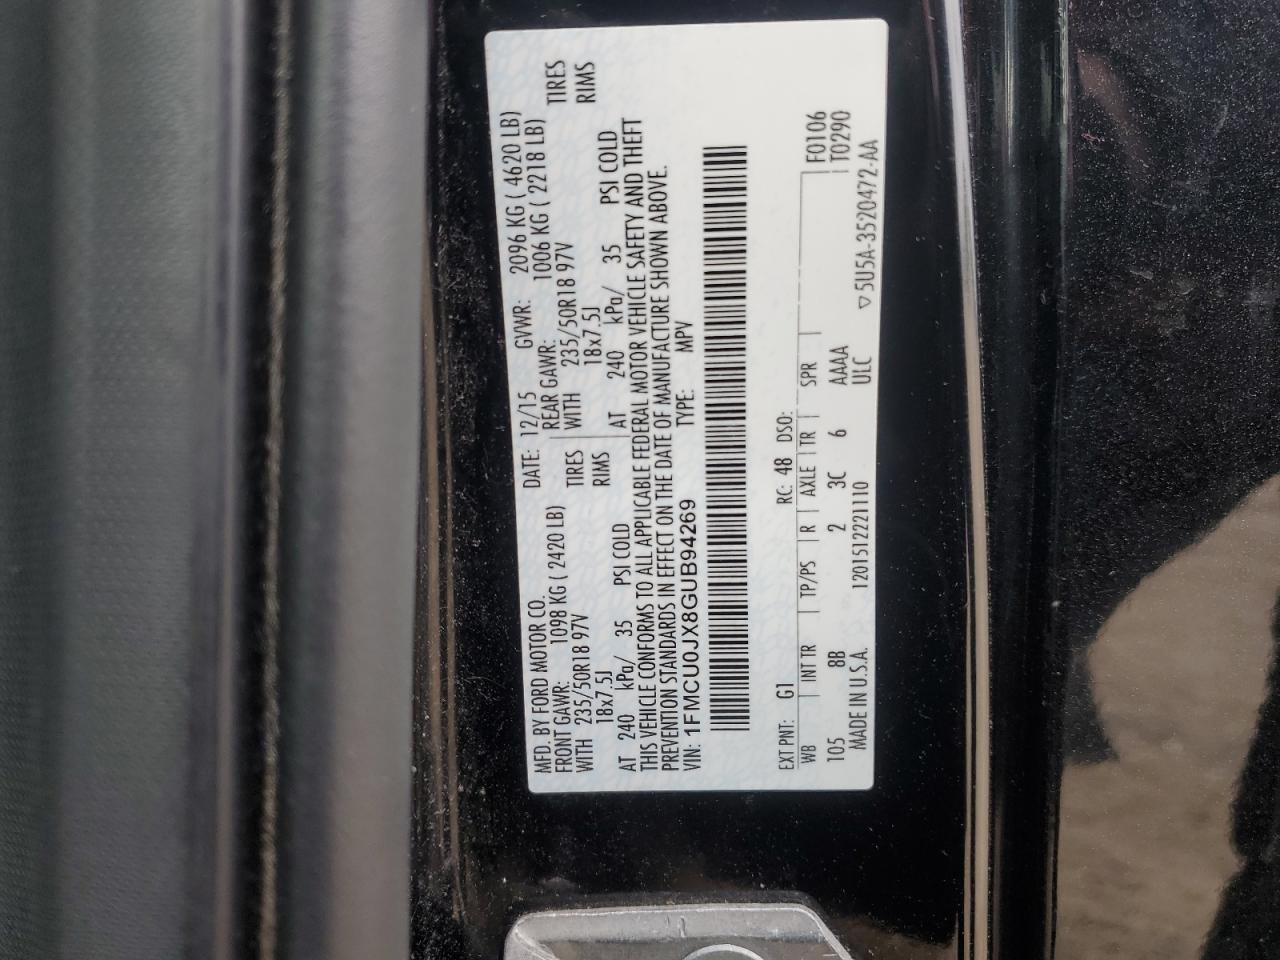 MFD. BY FORD MOTOR CO. DATE: 12/15 GVWR: 2096 KG ( 4620 LB)
FRONT GAWR: 1098 KG ( 2420 LB) REAR GAWR: 1006 KG ( 2218 LB)
WITH 235/50R18 97V TIRES WITH 235/50R18 97V TIRES
18x7.5J RIMS 18x7.5J RIMS
AT 240 kPa/ 35 PSI COLD AT 240 kPa/ 35 PSI COLD
THIS VEHICLE CONFORMS TO ALL APPLICABLE FEDERAL MOTOR VEHICLE SAFETY AND THEFT
PREVENTION STANDARDS IN EFFECT ON THE DATE OF MANUFACTURE SHOWN ABOVE.
VIN: 1FMCU0JX8GUB94269 TYPE: MPV
EXT PNT: G1 RC: 48 DSO: F0106
WB INT TR TP/PS R AXLE TR SPR T0290
105 8B 2 3C 6 AAAA
MADE IN U.S.A. 1201512221110 ULC ▽5U5A-3520472-AA